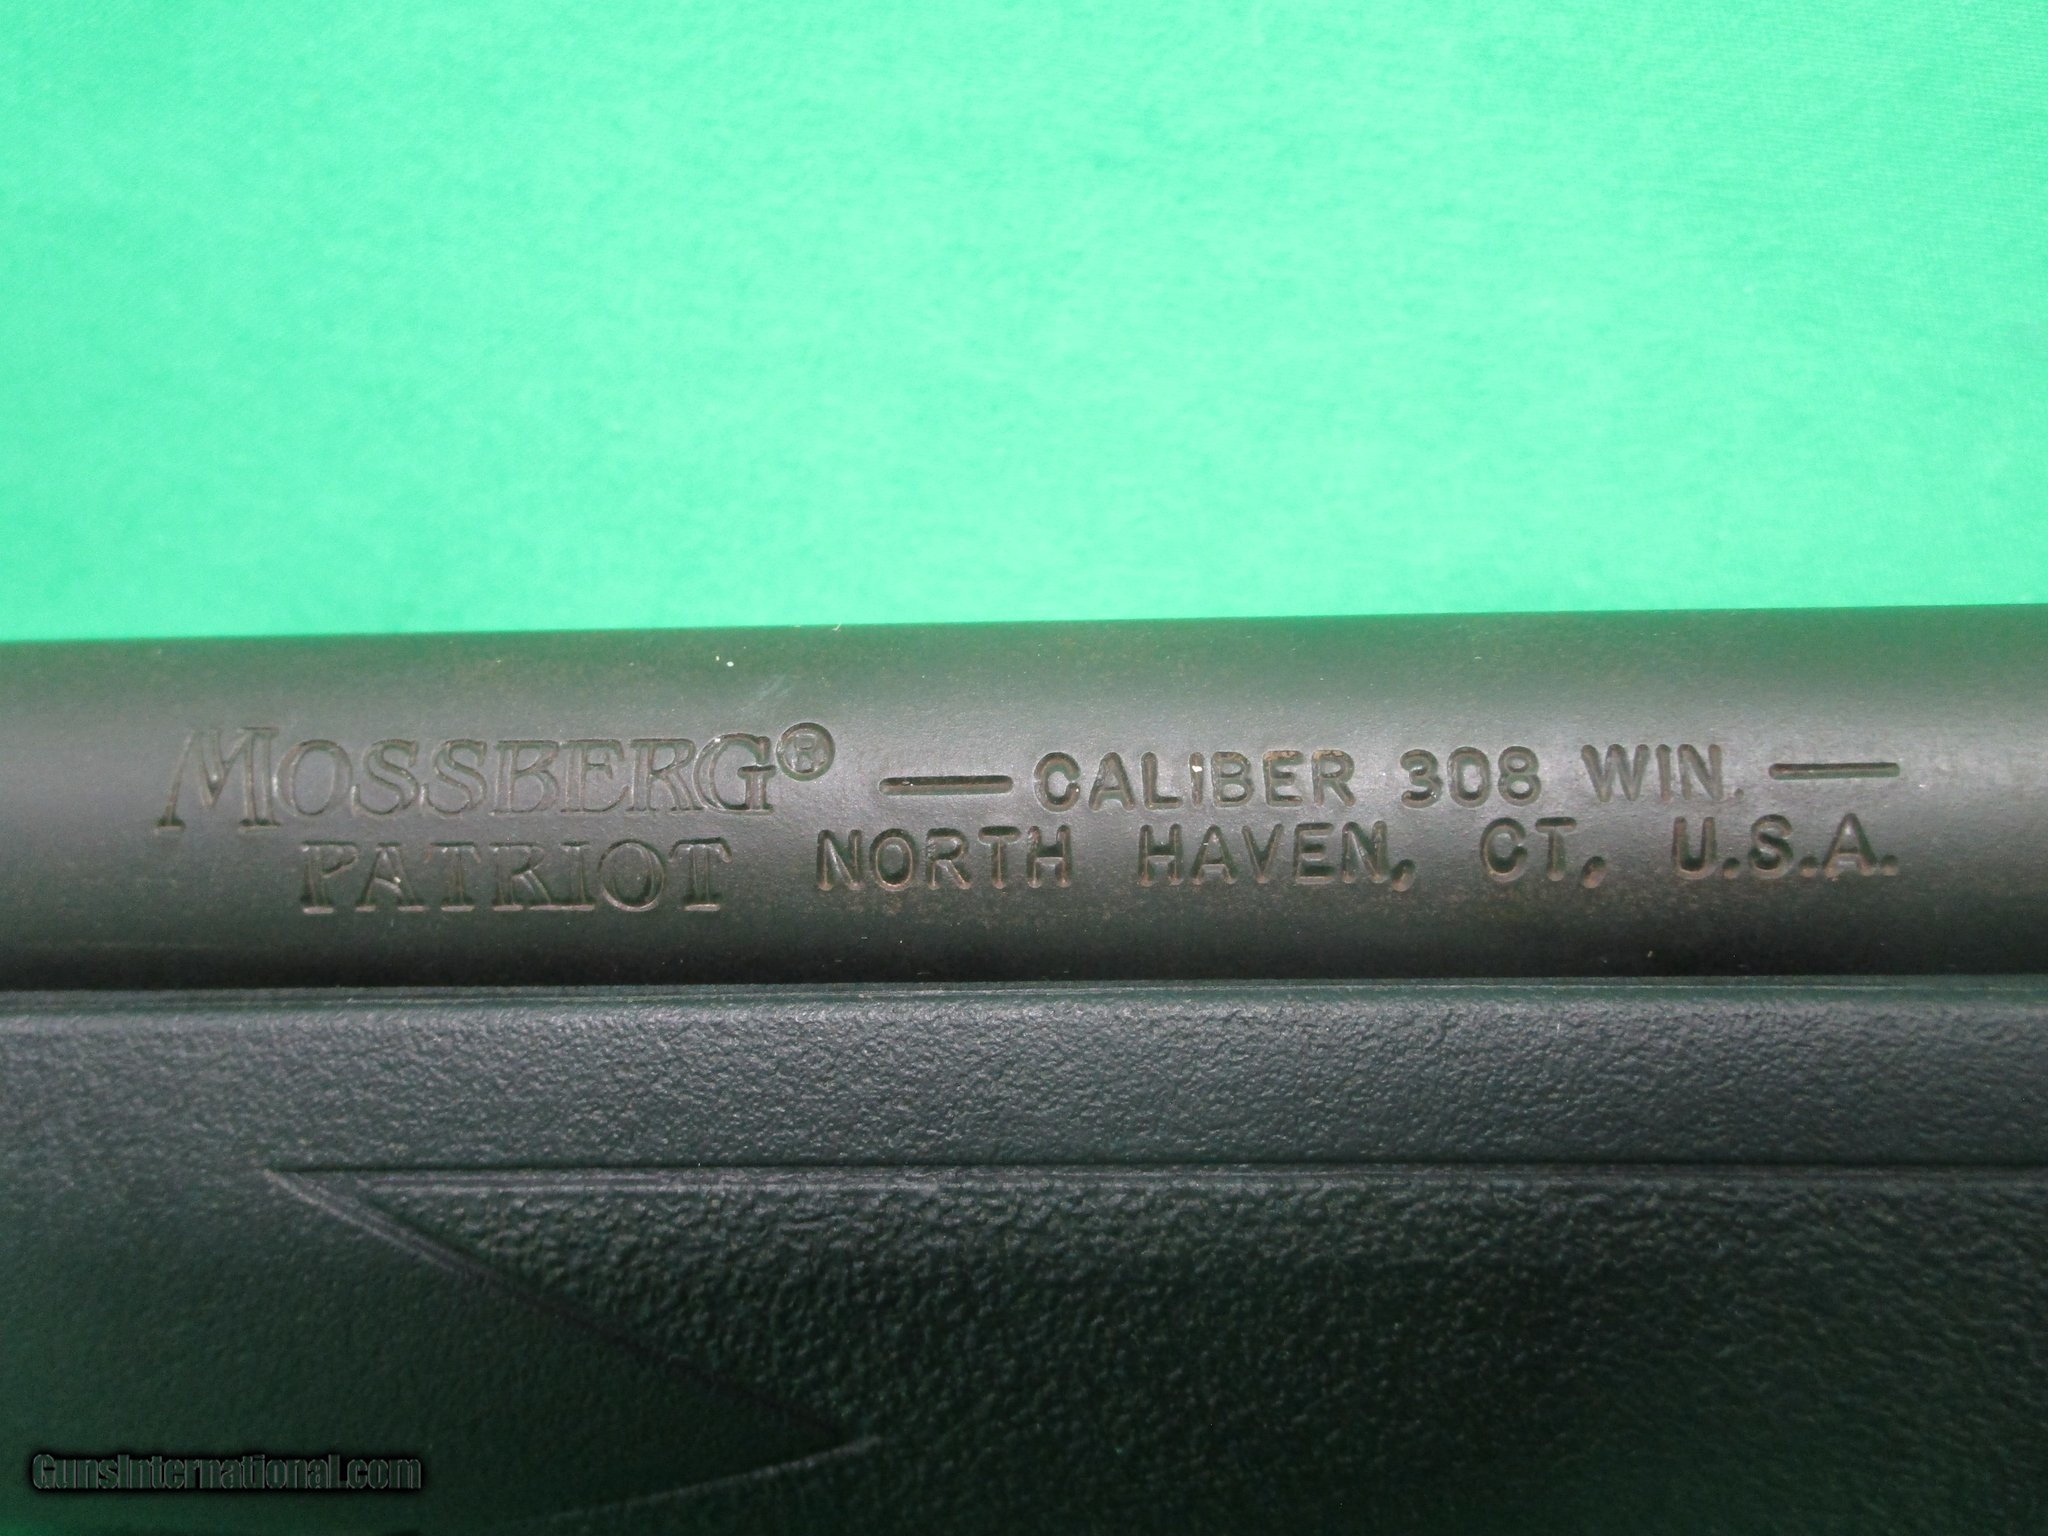 MOSSBERG® — CALIBER 308 WIN. —
PATRIOT NORTH HAVEN, CT, U.S.A.
GunsInternational.com